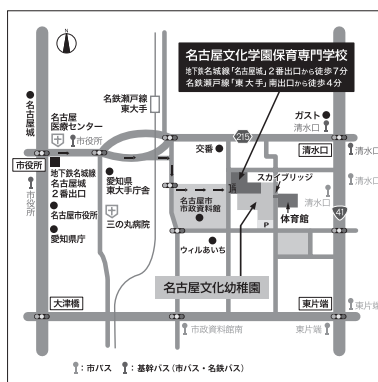 名古屋文化学園保育専門学校
地下鉄名城線「名古屋城」2番出口から徒歩7分
名鉄瀬戸線「東大手」南出口から徒歩4分
名鉄瀬戸線
東大手
名古屋城
名古屋
医療センター
市役所
交番
215
ガスト
清水口
清水口
清水口
市役所
地下鉄名城線
名古屋城
2番出口
愛知県
東大手庁舎
スカイブリッジ
市役所
名古屋市役所
三の丸病院
名古屋市
市政資料館
清水口
体育館
41
愛知県庁
ウィルあいち
P
名古屋文化幼稚園
大津橋
東片端
東片端
市政資料館南
東片端
:市バス
:基幹バス(市バス・名鉄バス)